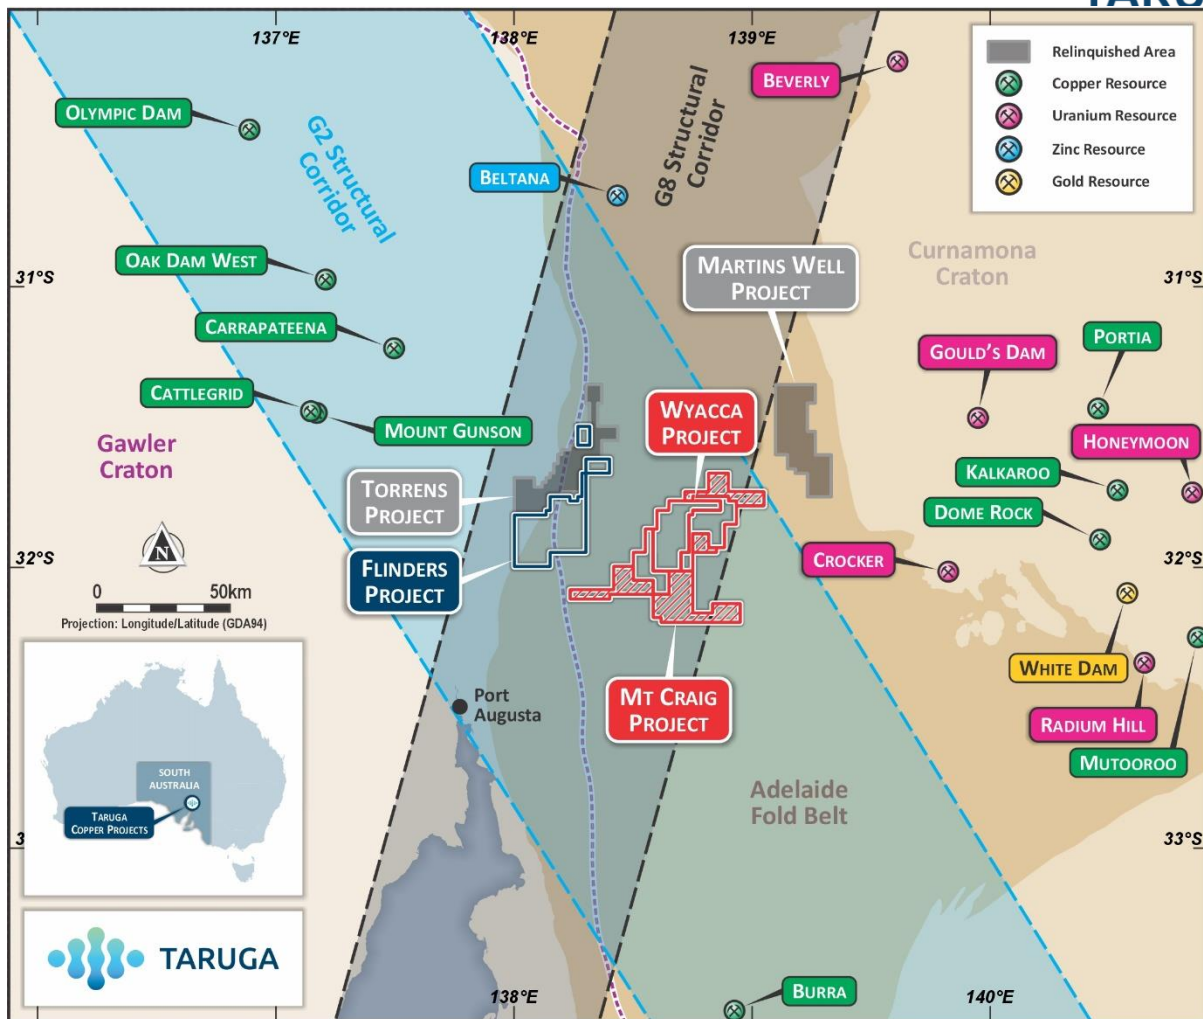 137°E
138°E
139°E
Relinquished Area
Copper Resource
Uranium Resource
Zinc Resource
Gold Resource
BEVERLY
OLYMPIC DAM
G2 Structural
Corridor
G8 Structural
Corridor
BELTANA
OAK DAM WEST
31°S
31°S
MARTINS WELL
PROJECT
Curnamona
Craton
CARRAPATEENA
GOULD'S DAM
PORTIA
CATTLEGRID
MOUNT GUNSON
WYACCA
PROJECT
Gawler
Craton
HONEYMOON
KALKAROO
TORRENS
PROJECT
DOME ROCK
N
FLINDERS
PROJECT
32°S
32°S
CROCKER
0
50km
Projection: Longitude/Latitude (GDA94)
WHITE DAM
MT CRAIG
PROJECT
Port
Augusta
RADIUM HILL
MUTOOROO
SOUTH
AUSTRALIA
TARUGA
COPPER PROJECTS
Adelaide
Fold Belt
33°S
TARUGA
138°E
BURRA
140°E